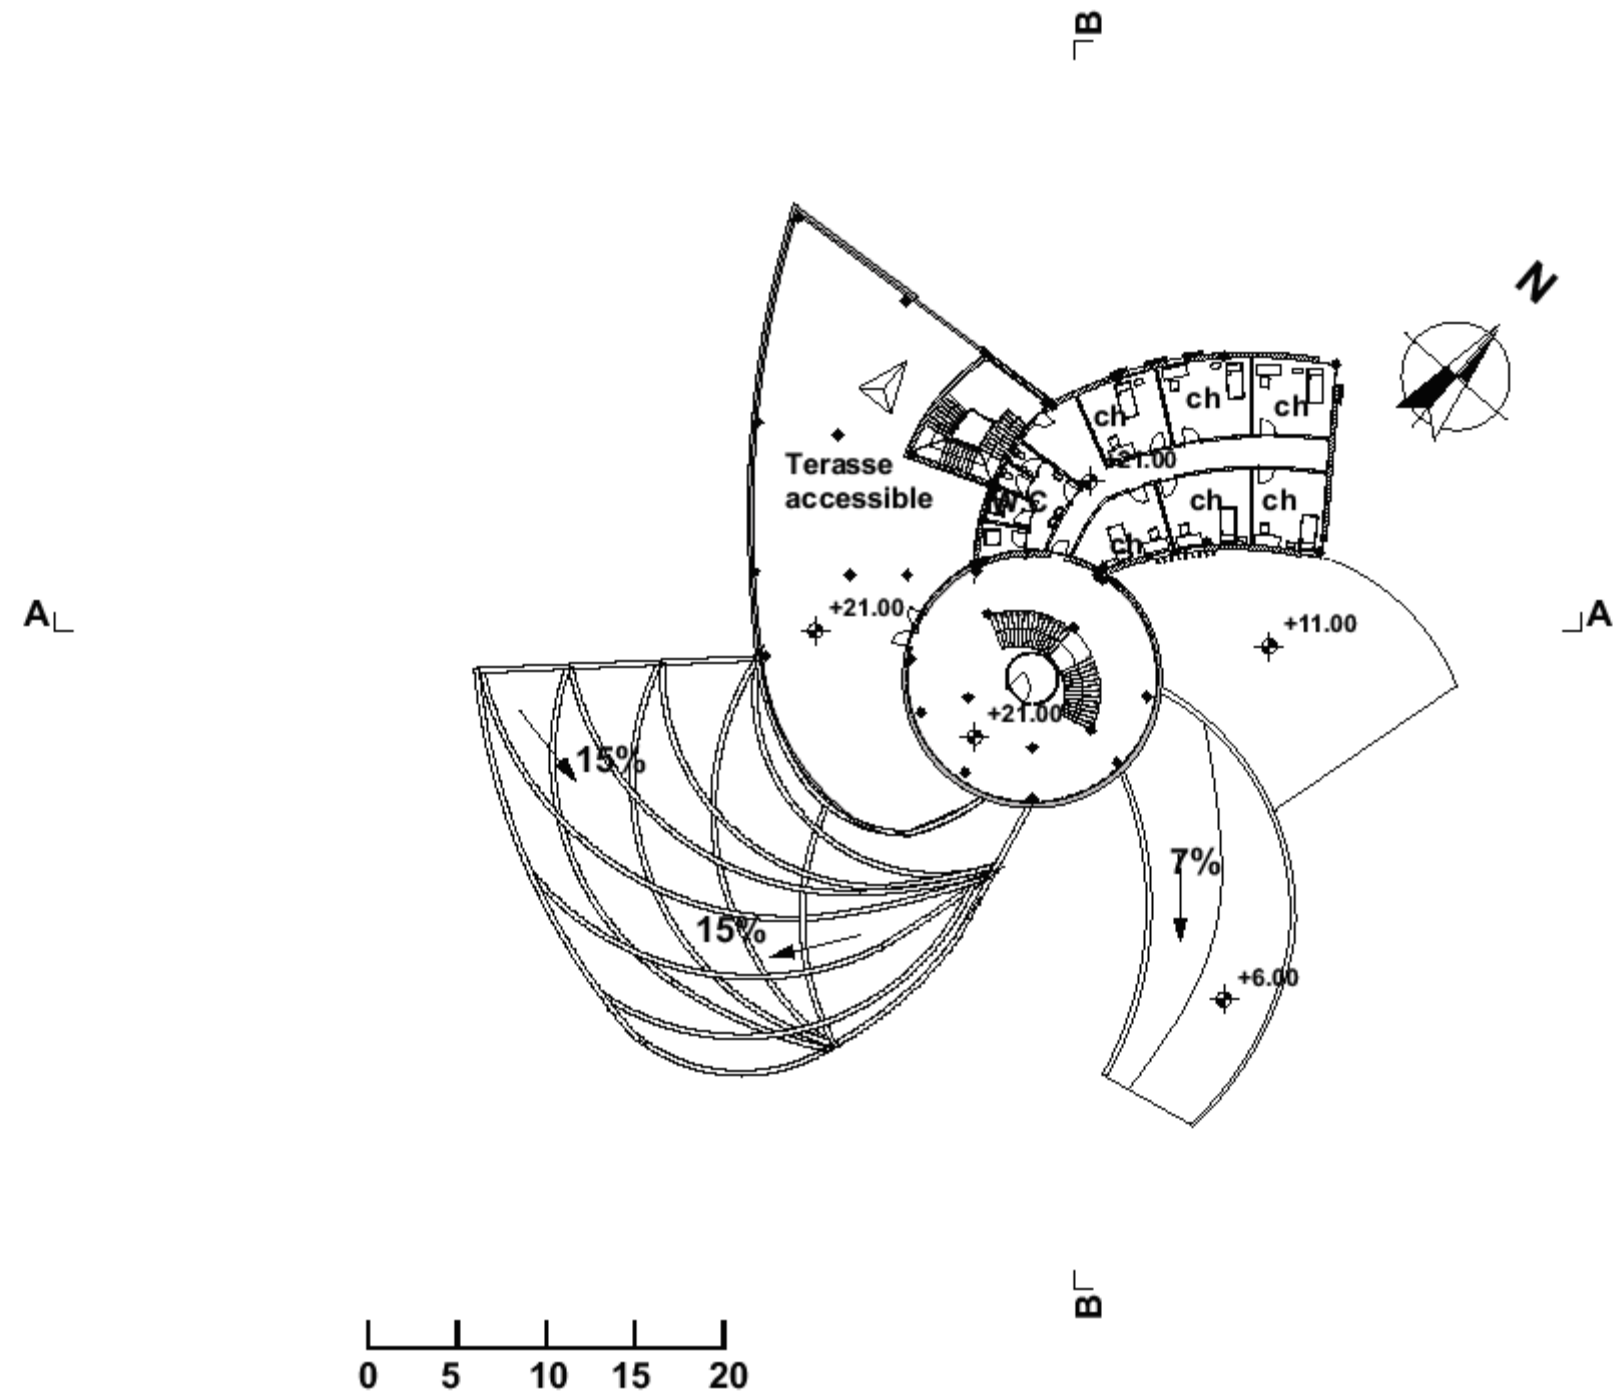 B
N
ch
ch
ch
+21.00
Terasse
accessible
W C
ch
ch
ch
A
+21.00
+11.00
A
+21.00
15%
7%
15%
+6.00
B
0 5 10 15 20